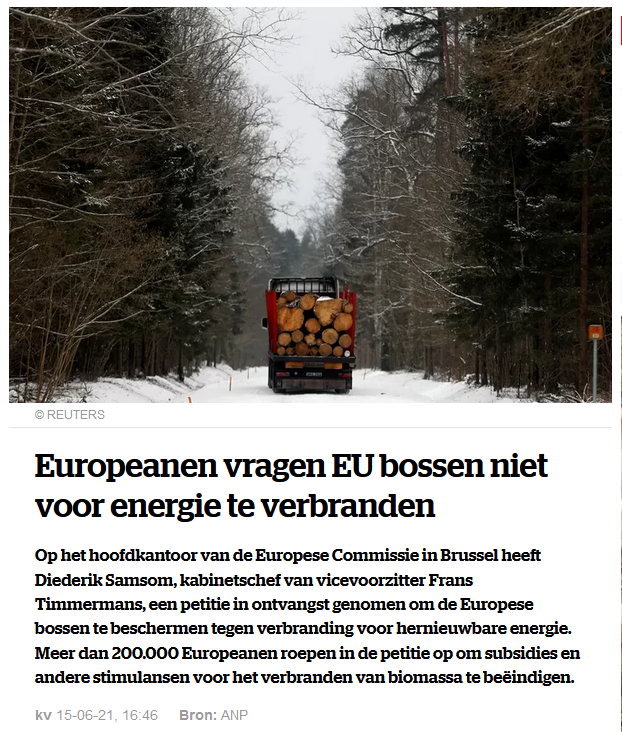 © REUTERS
Europeanen vragen EU bossen niet
voor energie te verbranden
Op het hoofdkantoor van de Europese Commissie in Brussel heeft
Diederik Samsom, kabinetschef van vicevoorzitter Frans
Timmermans, een petitie in ontvangst genomen om de Europese
bossen te beschermen tegen verbranding voor hernieuwbare energie.
Meer dan 200.000 Europeanen roepen in de petitie op om subsidies en
andere stimulansen voor het verbranden van biomassa te beëindigen.
kv 15-06-21, 16:46 Bron: ANP